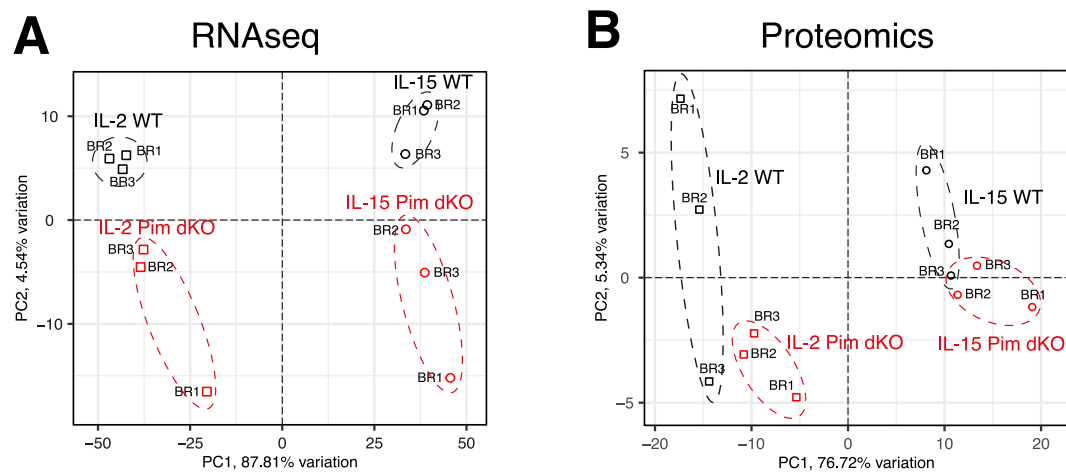 A
RNAseq
IL-15 WT
BR1
BR2
BR3
IL-2 WT
BR2
BR1
BR3
IL-15 Pim dKO
BR2
BR3
BR1
IL-2 Pim dKO
BR3
BR2
BR1
10
0
−10
PC2, 4.54% variation
−50
−25
0
25
50
PC1, 87.81% variation
B
Proteomics
BR1
IL-2 WT
BR2
BR3
BR1
IL-15 WT
BR2
BR3
BR3
BR2
BR1
IL-15 Pim dKO
BR3
IL-2 Pim dKO
BR2
BR1
5
0
−5
PC2, 5.34% variation
−20
−10
0
10
20
PC1, 76.72% variation